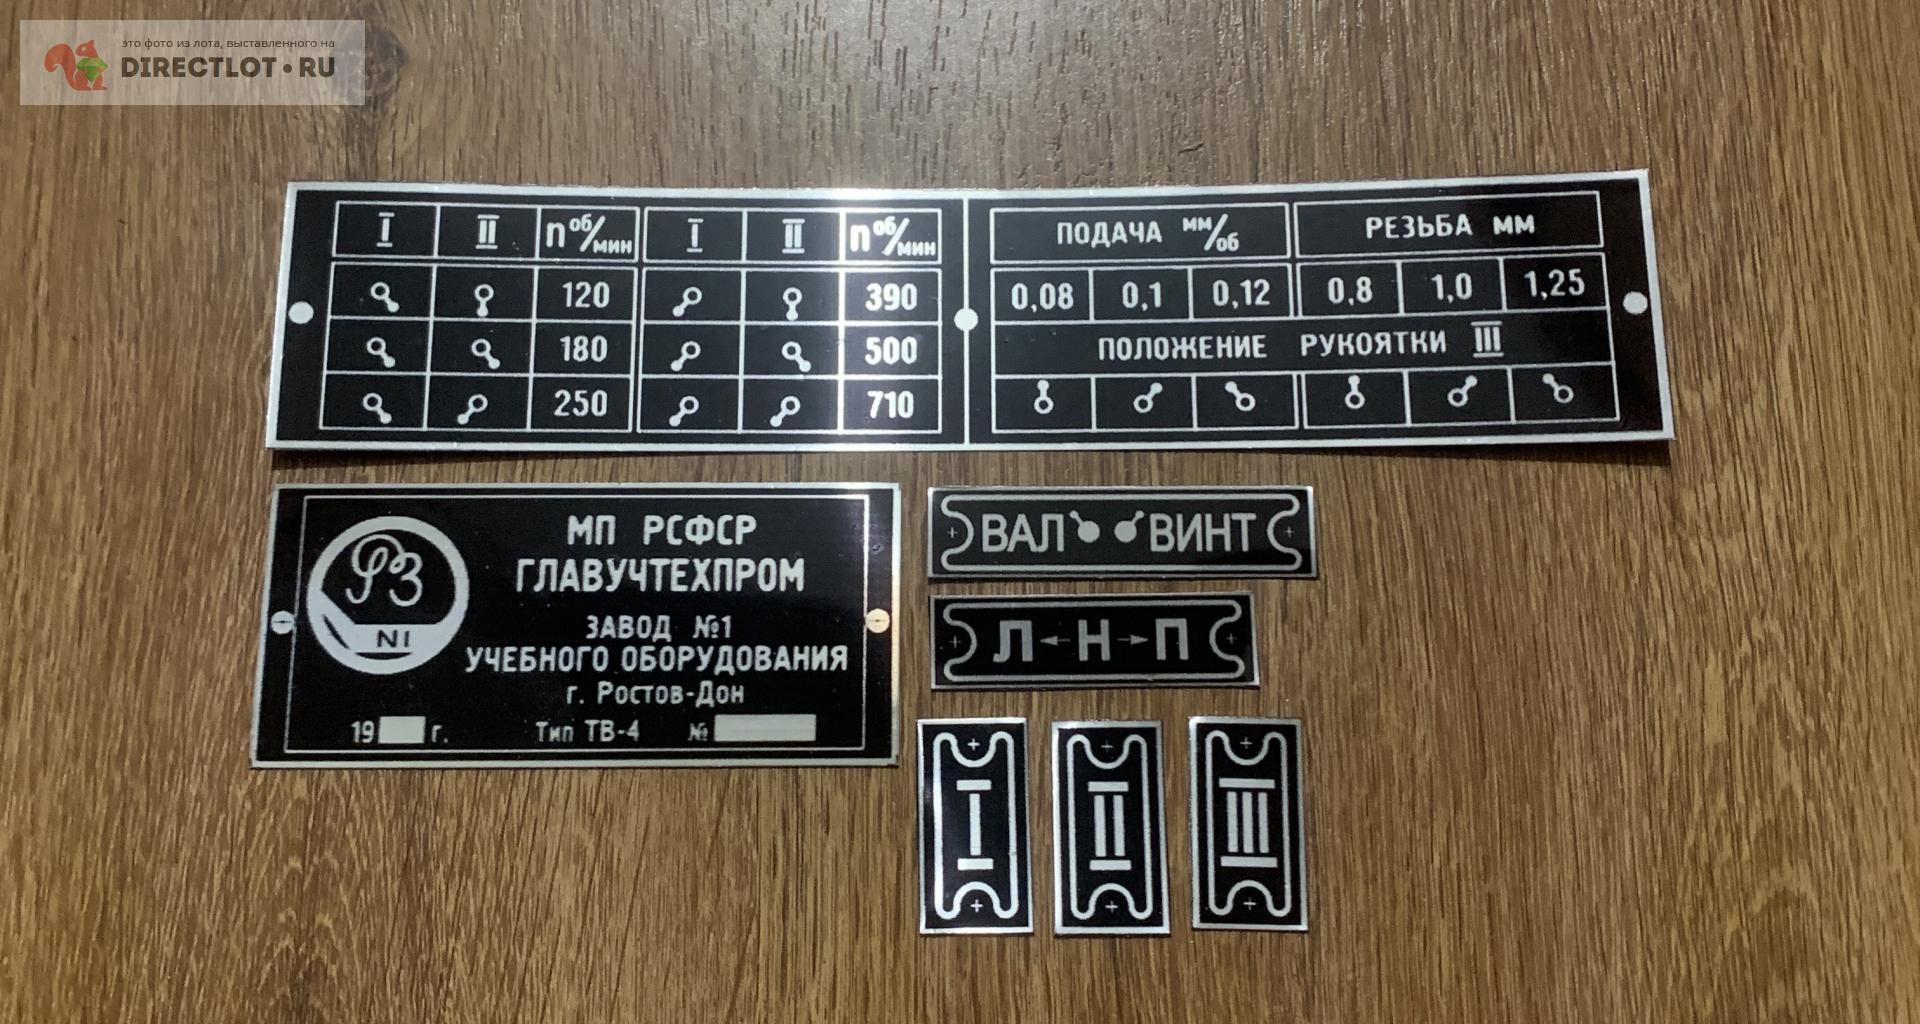 это фото из лота, выставленного на
DIRECTLOT•RU
I II n об/мин I II n об/мин
120 390
180 500
250 710
ПОДАЧА мм/об РЕЗЬБА мм
0,08 0,1 0,12 0,8 1,0 1,25
ПОЛОЖЕНИЕ РУКОЯТКИ III
РЗ
N1
МП РСФСР
ГЛАВУЧТЕХПРОМ
ЗАВОД №1
УЧЕБНОГО ОБОРУДОВАНИЯ
г. Ростов-Дон
19 г. Тип ТВ-4 №
ВАЛ ВИНТ
Л←Н→П
I
II
III